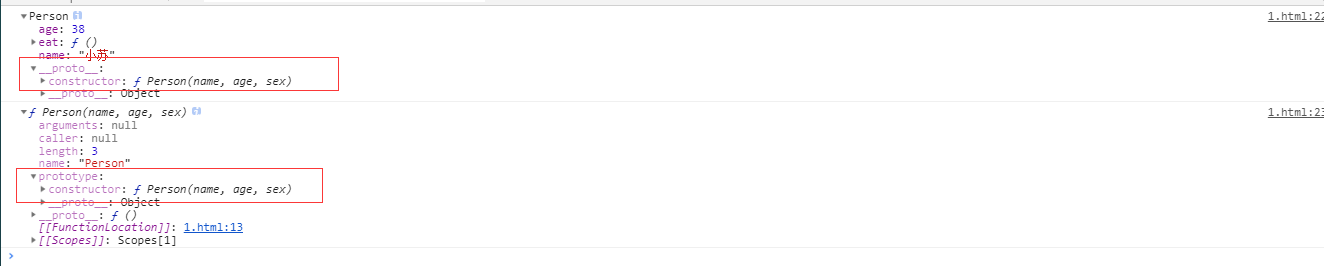 ▼Person 1.html:22
age: 38
▶eat: ƒ ()
name: "小苏"
▼__proto__:
▶constructor: ƒ Person(name, age, sex)
▶__proto__: Object
▼ƒ Person(name, age, sex) 1.html:23
arguments: null
caller: null
length: 3
name: "Person"
▼prototype:
▶constructor: ƒ Person(name, age, sex)
▶__proto__: Object
▶__proto__: ƒ ()
[[FunctionLocation]]: 1.html:13
▶[[Scopes]]: Scopes[1]